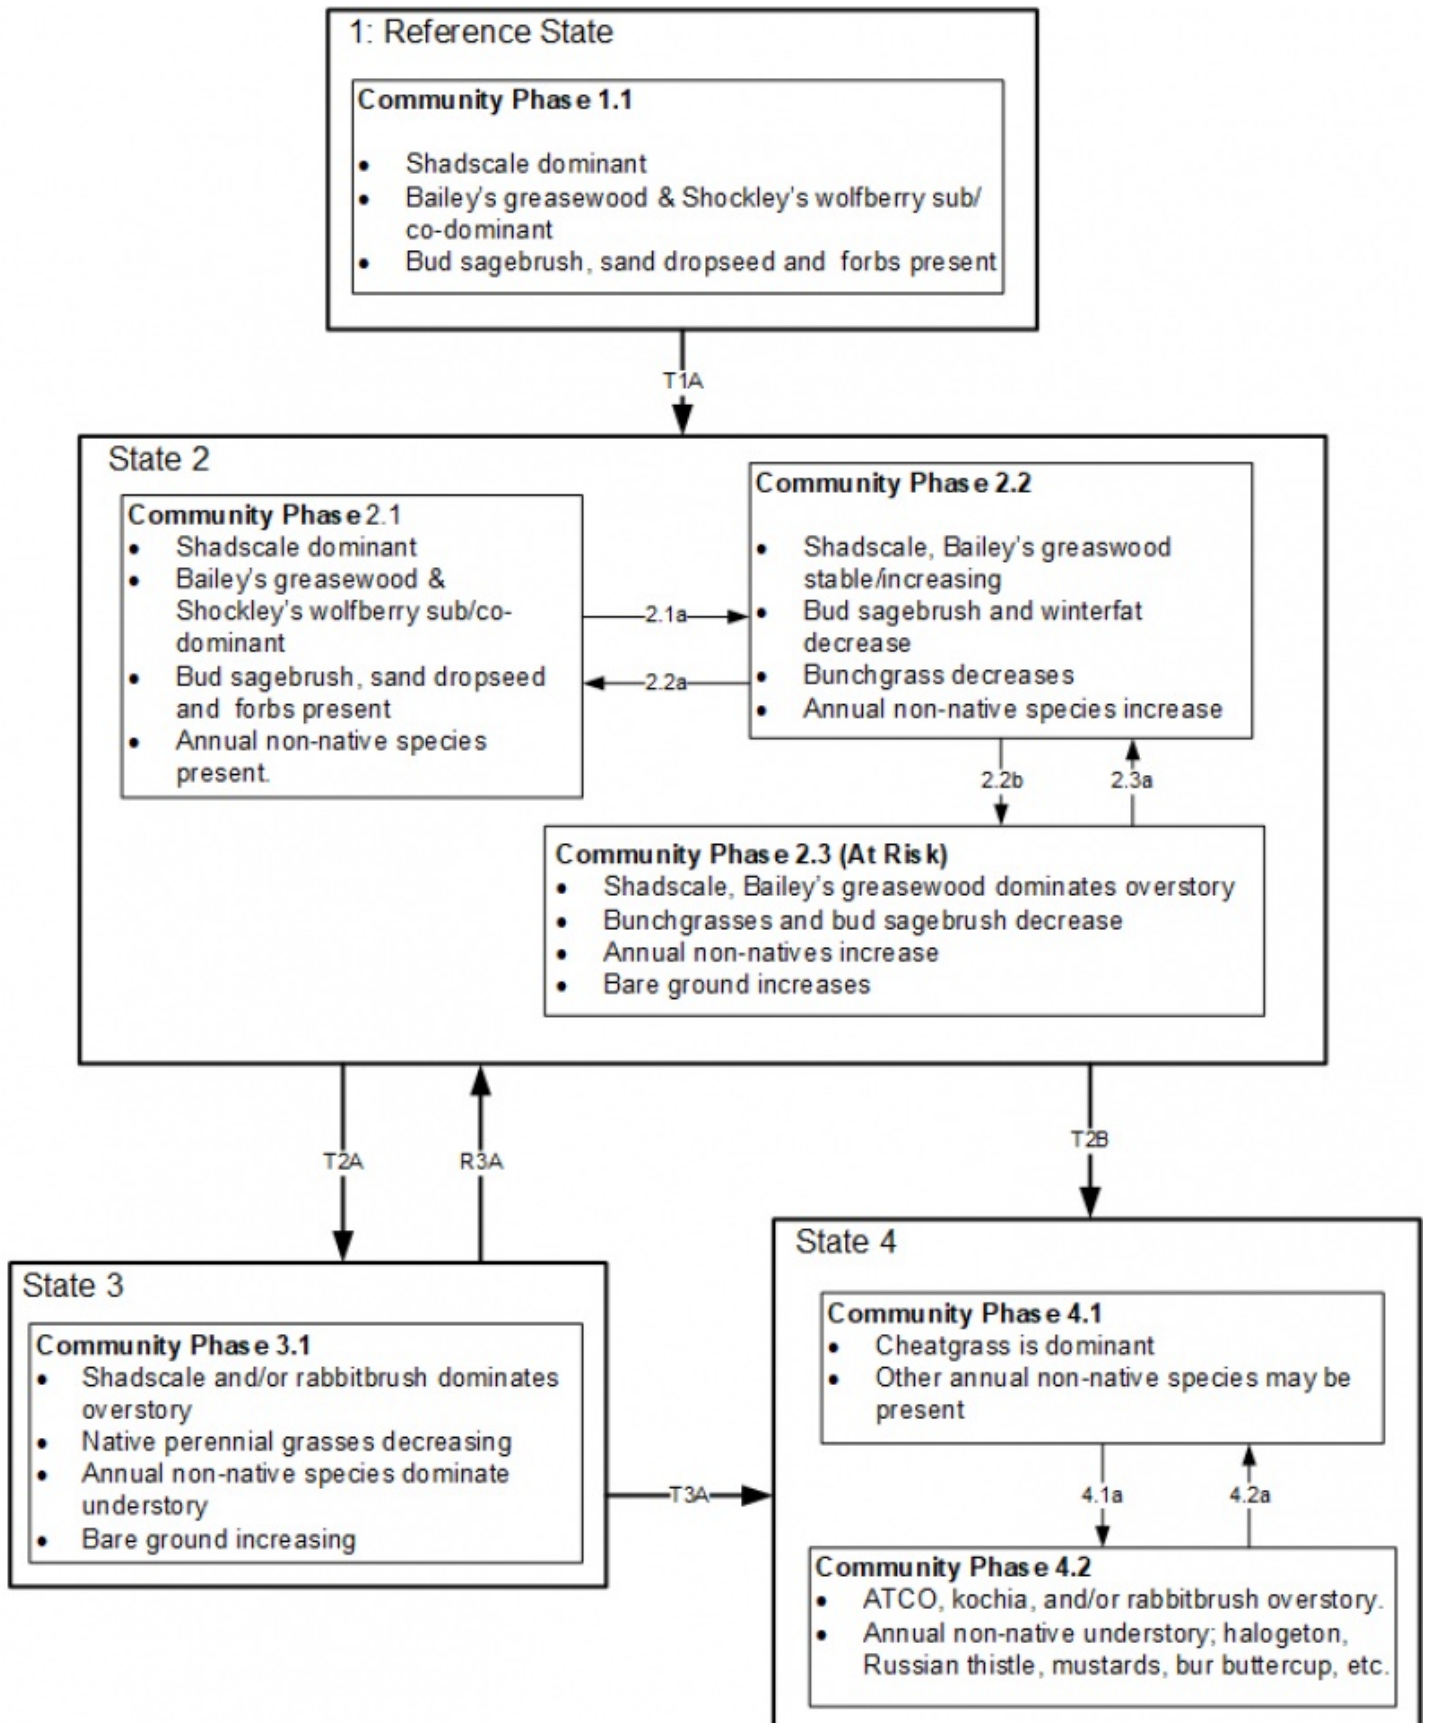 1: Reference State
Community Phase 1.1
• Shadscale dominant
• Bailey's greasewood & Shockley's wolfberry sub/
co-dominant
• Bud sagebrush, sand dropseed and forbs present
T1A
State 2
Community Phase 2.1
• Shadscale dominant
• Bailey's greasewood &
Shockley's wolfberry sub/co-
dominant
• Bud sagebrush, sand dropseed
and forbs present
• Annual non-native species
present.
2.1a
2.2a
Community Phase 2.2
• Shadscale, Bailey's greaswood
stable/increasing
• Bud sagebrush and winterfat
decrease
• Bunchgrass decreases
• Annual non-native species increase
2.2b
2.3a
Community Phase 2.3 (At Risk)
• Shadscale, Bailey's greasewood dominates overstory
• Bunchgrasses and bud sagebrush decrease
• Annual non-natives increase
• Bare ground increases
T2A
R3A
T2B
State 3
Community Phase 3.1
• Shadscale and/or rabbitbrush dominates
overstory
• Native perennial grasses decreasing
• Annual non-native species dominate
understory
• Bare ground increasing
T3A
State 4
Community Phase 4.1
• Cheatgrass is dominant
• Other annual non-native species may be
present
4.1a
4.2a
Community Phase 4.2
• ATCO, kochia, and/or rabbitbrush overstory.
• Annual non-native understory; halogeton,
Russian thistle, mustards, bur buttercup, etc.